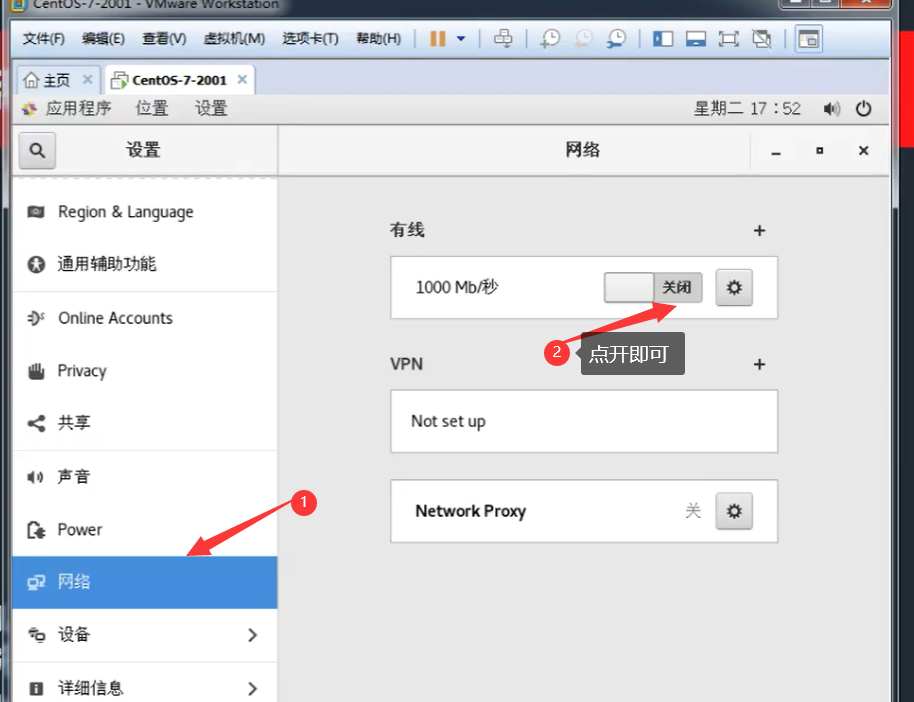 CentOS-7-2001 - VMware Workstation
文件(F) 编辑(E) 查看(V) 虚拟机(M) 选项卡(T) 帮助(H)
主页 × CentOS-7-2001 ×
应用程序 位置 设置 星期二 17：52
设置 网络
Region & Language
通用辅助功能
Online Accounts
Privacy
共享
声音
Power
网络
设备
详细信息
有线 +
1000 Mb/秒 关闭
2 点开即可
VPN +
Not set up
1
Network Proxy 关